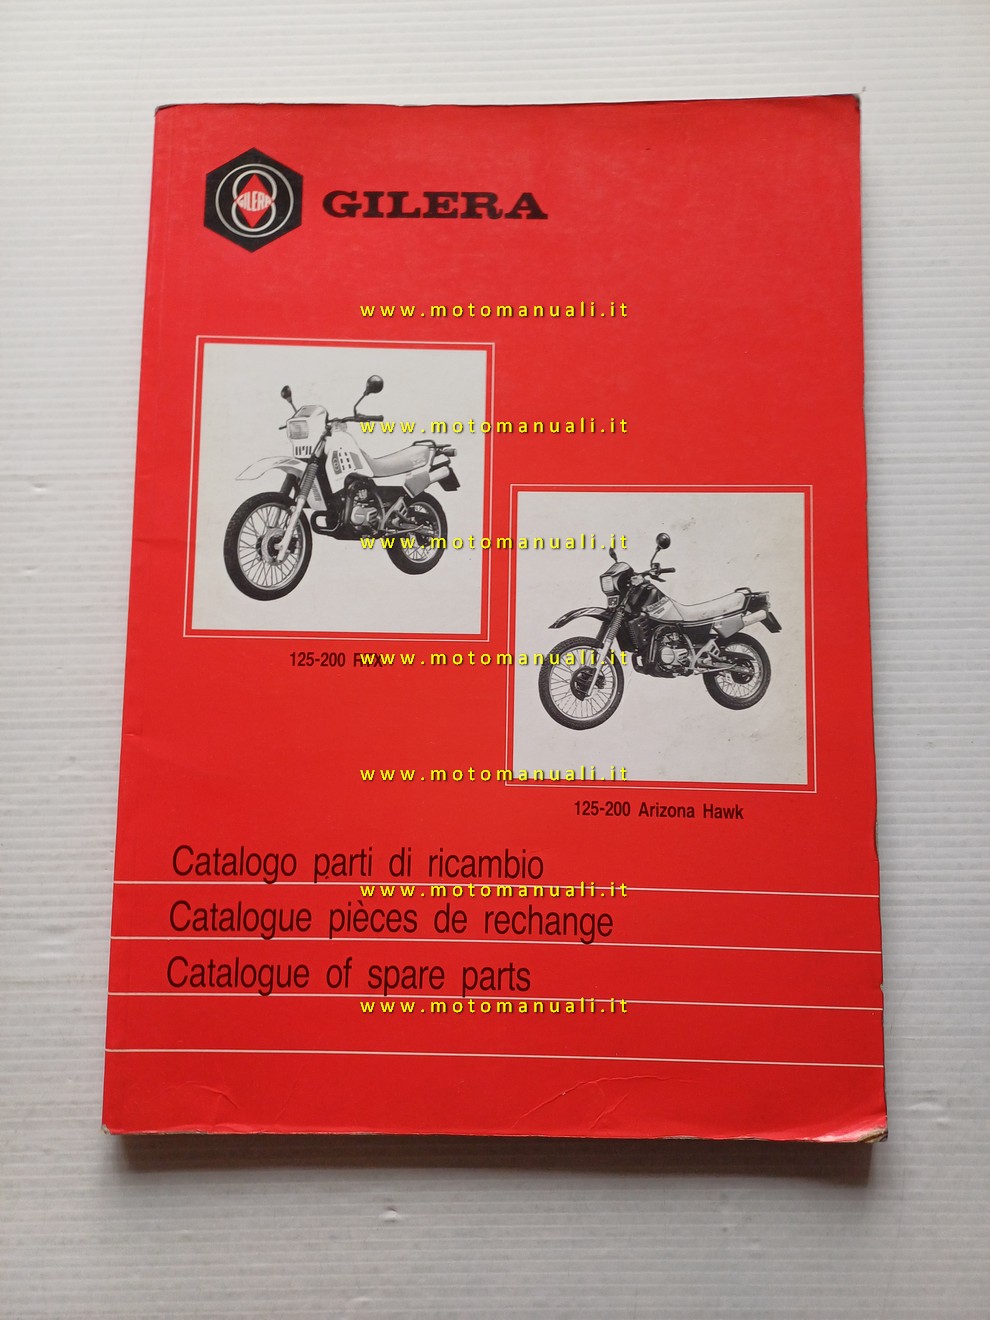 GILERA
GILERA
www.motomanuali.it
www.motomanuali.it
www.motomanuali.it
125-200
www.motomanuali.it
www.motomanuali.it
125-200 Arizona Hawk
Catalogo parti di ricambio
www.motomanuali.it
Catalogue pièces de rechange
Catalogue of spare parts
www.motomanuali.it